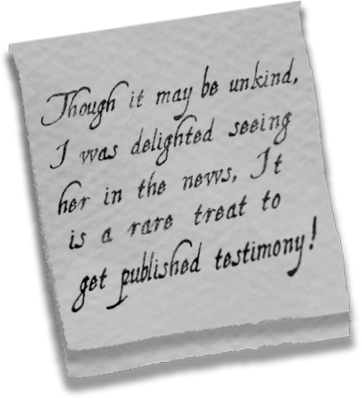 Though it may be unkind,
I was delighted seeing
her in the news. It
is a rare treat to
get published testimony!